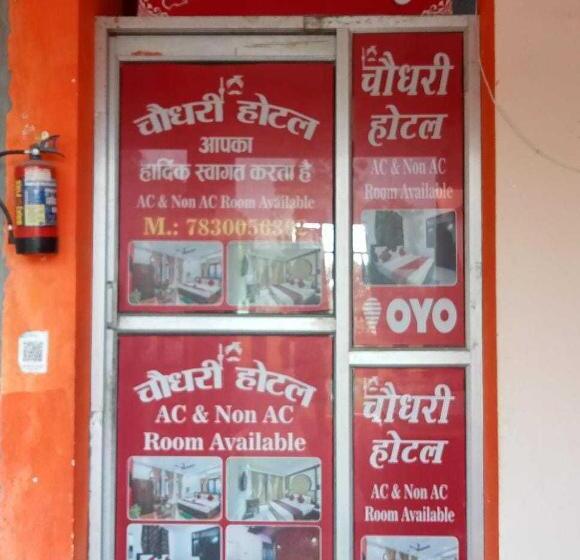 चौधरी होटल
आपका
हार्दिक स्वागत करता है
AC & Non AC Room Available
चौधरी
होटल
AC & Non AC
Room Available
OYO
चौधरी होटल
AC & Non AC
Room Available
चौधरी
होटल
AC & Non AC
Room Available